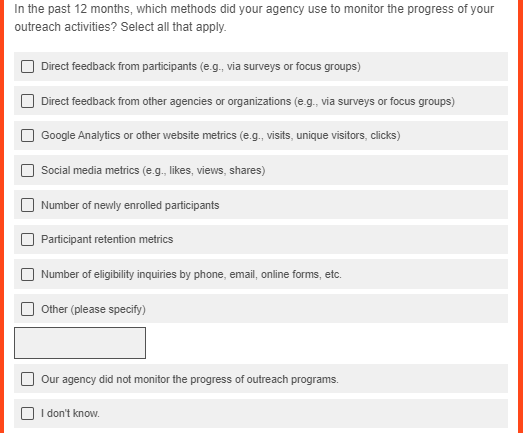 In the past 12 months, which methods did your agency use to monitor the progress of your
outreach activities? Select all that apply.
Direct feedback from participants (e.g., via surveys or focus groups)
Direct feedback from other agencies or organizations (e.g., via surveys or focus groups)
Google Analytics or other website metrics (e.g., visits, unique visitors, clicks)
Social media metrics (e.g., likes, views, shares)
Number of newly enrolled participants
Participant retention metrics
Number of eligibility inquiries by phone, email, online forms, etc.
Other (please specify)
Our agency did not monitor the progress of outreach programs.
I don't know.